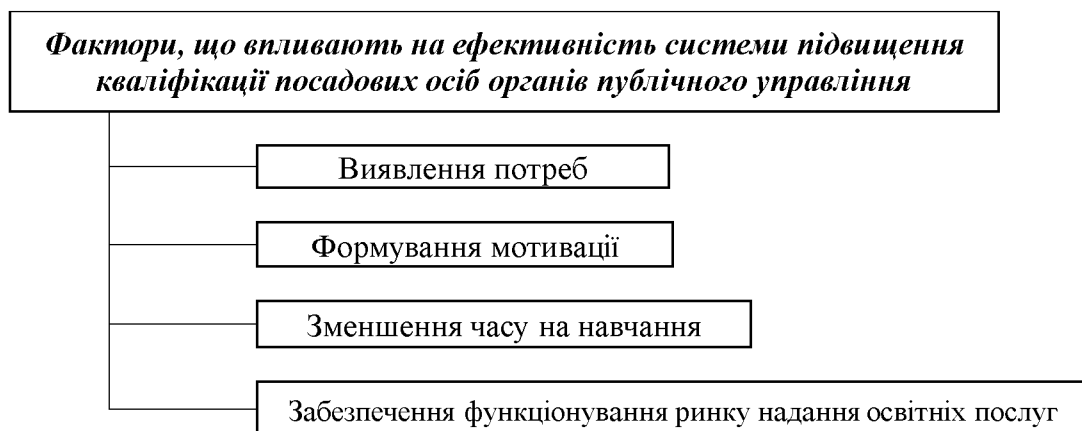 Фактори, що впливають на ефективність системи підвищення
кваліфікації посадових осіб органів публічного управління
Виявлення потреб
Формування мотивації
Зменшення часу на навчання
Забезпечення функціонування ринку надання освітніх послуг